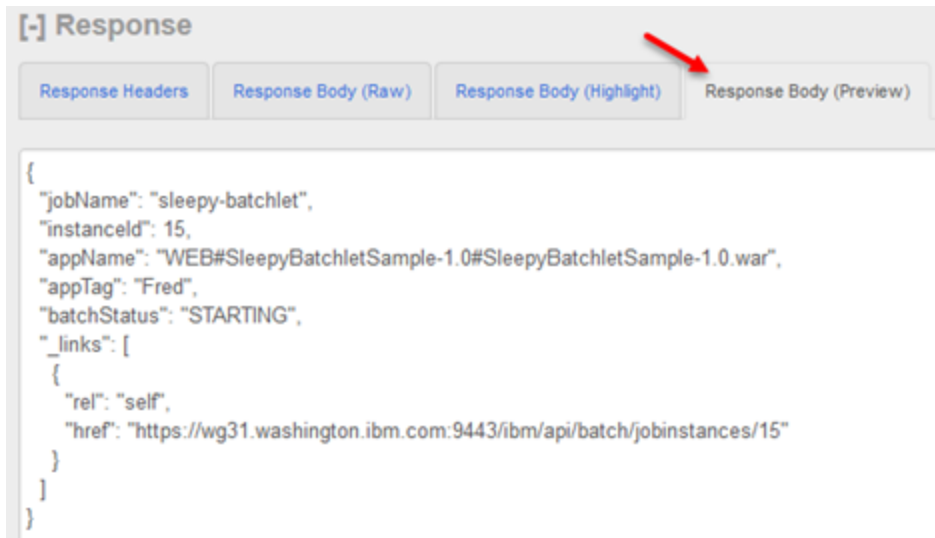 [-] Response
Response Headers Response Body (Raw) Response Body (Highlight) Response Body (Preview)
{
"jobName": "sleepy-batchlet",
"instanceId": 15,
"appName": "WEB#SleepyBatchletSample-1.0#SleepyBatchletSample-1.0.war",
"appTag": "Fred",
"batchStatus": "STARTING",
"_links": [
{
"rel": "self",
"href": "https://wg31.washington.ibm.com:9443/ibm/api/batch/jobinstances/15"
}
]
}